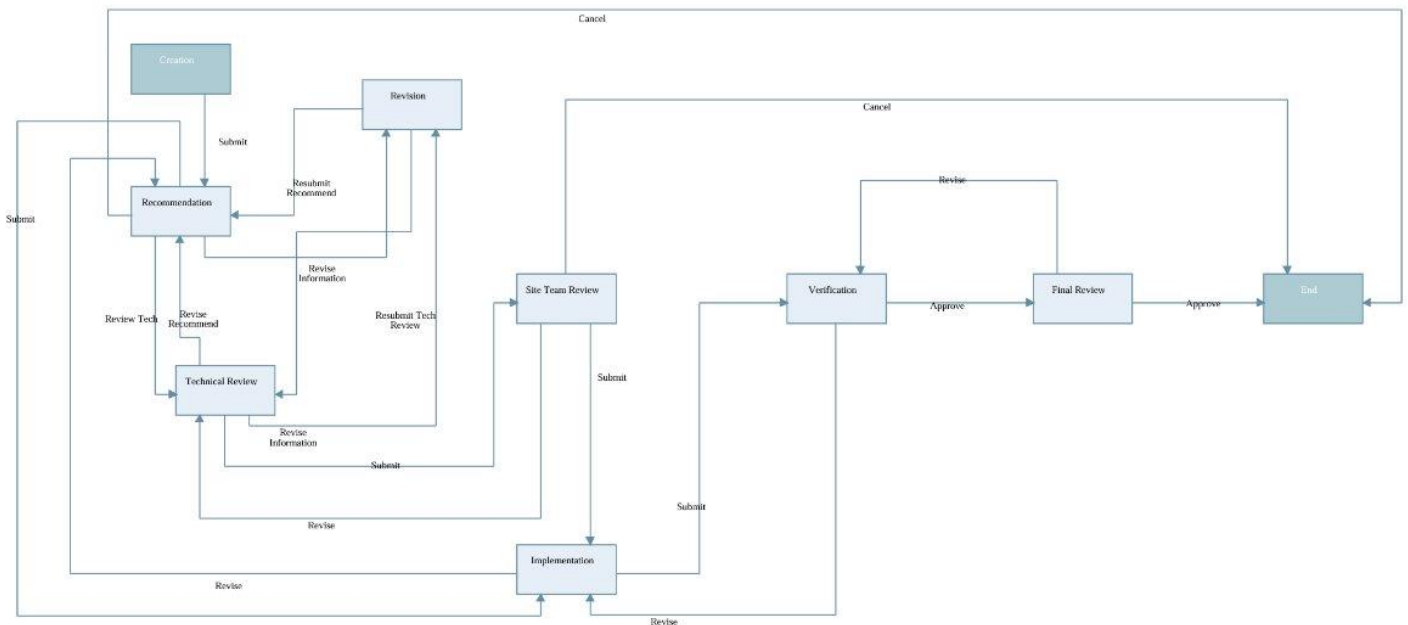 Cancel
Creation
Revision
Cancel
Submit
Revise
Resubmit
Recommend
Recommendation
Submit
Revise
Information
Site Team Review
Verification
Final Review
End
Approve
Approve
Review Tech
Revise
Recommend
Resubmit Tech
Review
Technical Review
Submit
Revise
Information
Submit
Submit
Revise
Implementation
Revise
Revise